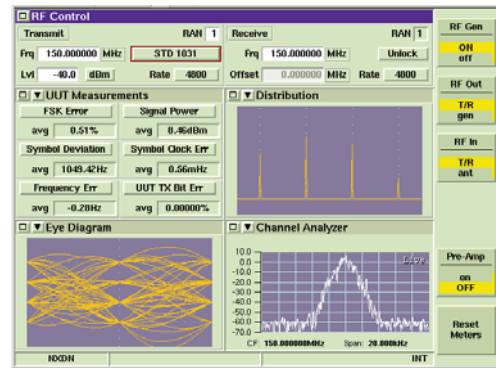 RF Control
Transmit RAN 1
Frq 150.000000 MHz STD 1031
Lvl -40.0 dBm Rate 4800
Receive RAN 1
Frq 150.000000 MHz Unlock
Offset 0.000000 MHz Rate 4800
UUT Measurements
FSK Error Signal Power
avg 0.51% avg 0.46dBm
Symbol Deviation Symbol Clock Err
avg 1049.42Hz avg 0.56mHz
Frequency Err UUT TX Bit Err
avg -0.28Hz avg 0.00000%
Distribution
Eye Diagram
Channel Analyzer
Live
10.0
0.0
-10.0
-20.0
-30.0
-40.0
-50.0
-60.0
-70.0
CF: 150.000000MHz Span: 20.000kHz
NXDN INT
RF Gen
ON
off
RF Out
T/R
gen
RF In
T/R
ant
Pre-Amp
on
OFF
Reset
Meters